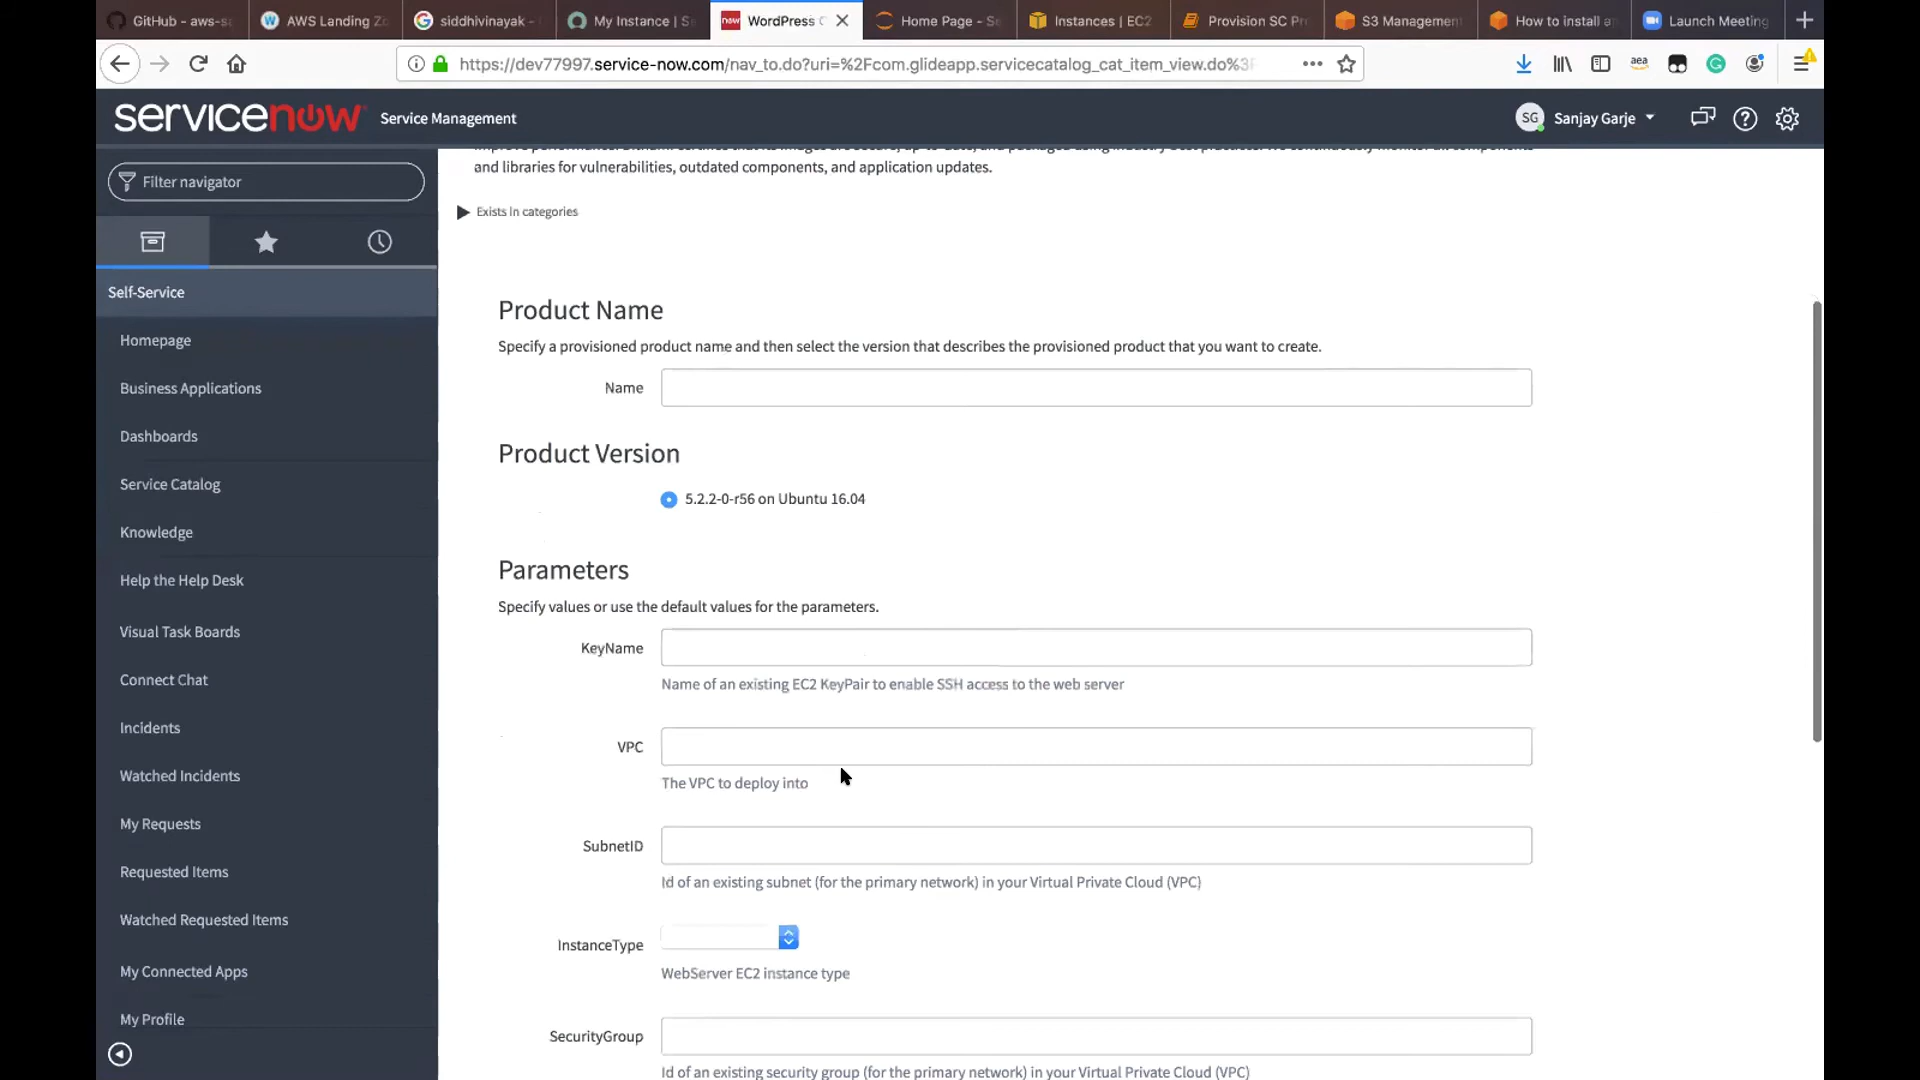 GitHub - aws-sa
AWS Landing Zo
siddhivinayak -
My Instance | S
WordPress
Home Page - Se
Instances | EC2
Provision SC Pr
S3 Management
How to install a
Launch Meeting
https://dev77997.service-now.com/nav_to.do?uri=%2Fcom.glideapp.servicecatalog_cat_item_view.do%3
aea
servicenow Service Management
SG Sanjay Garje
Filter navigator
Self-Service
Homepage
Business Applications
Dashboards
Service Catalog
Knowledge
Help the Help Desk
Visual Task Boards
Connect Chat
Incidents
Watched Incidents
My Requests
Requested Items
Watched Requested Items
My Connected Apps
My Profile
and libraries for vulnerabilities, outdated components, and application updates.
Exists in categories
Product Name
Specify a provisioned product name and then select the version that describes the provisioned product that you want to create.
Name
Product Version
5.2.2-0-r56 on Ubuntu 16.04
Parameters
Specify values or use the default values for the parameters.
KeyName
Name of an existing EC2 KeyPair to enable SSH access to the web server
VPC
The VPC to deploy into
SubnetID
Id of an existing subnet (for the primary network) in your Virtual Private Cloud (VPC)
InstanceType
WebServer EC2 instance type
SecurityGroup
Id of an existing security group (for the primary network) in your Virtual Private Cloud (VPC)